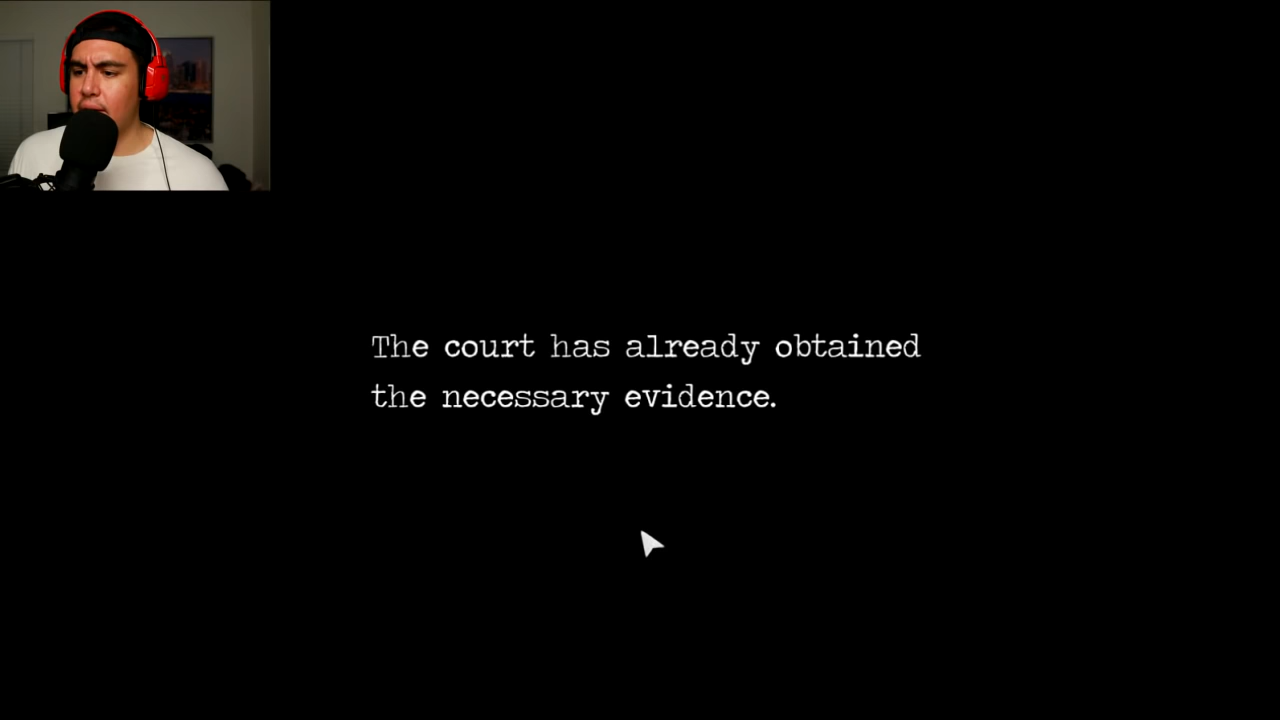 The court has already obtained
the necessary evidence.